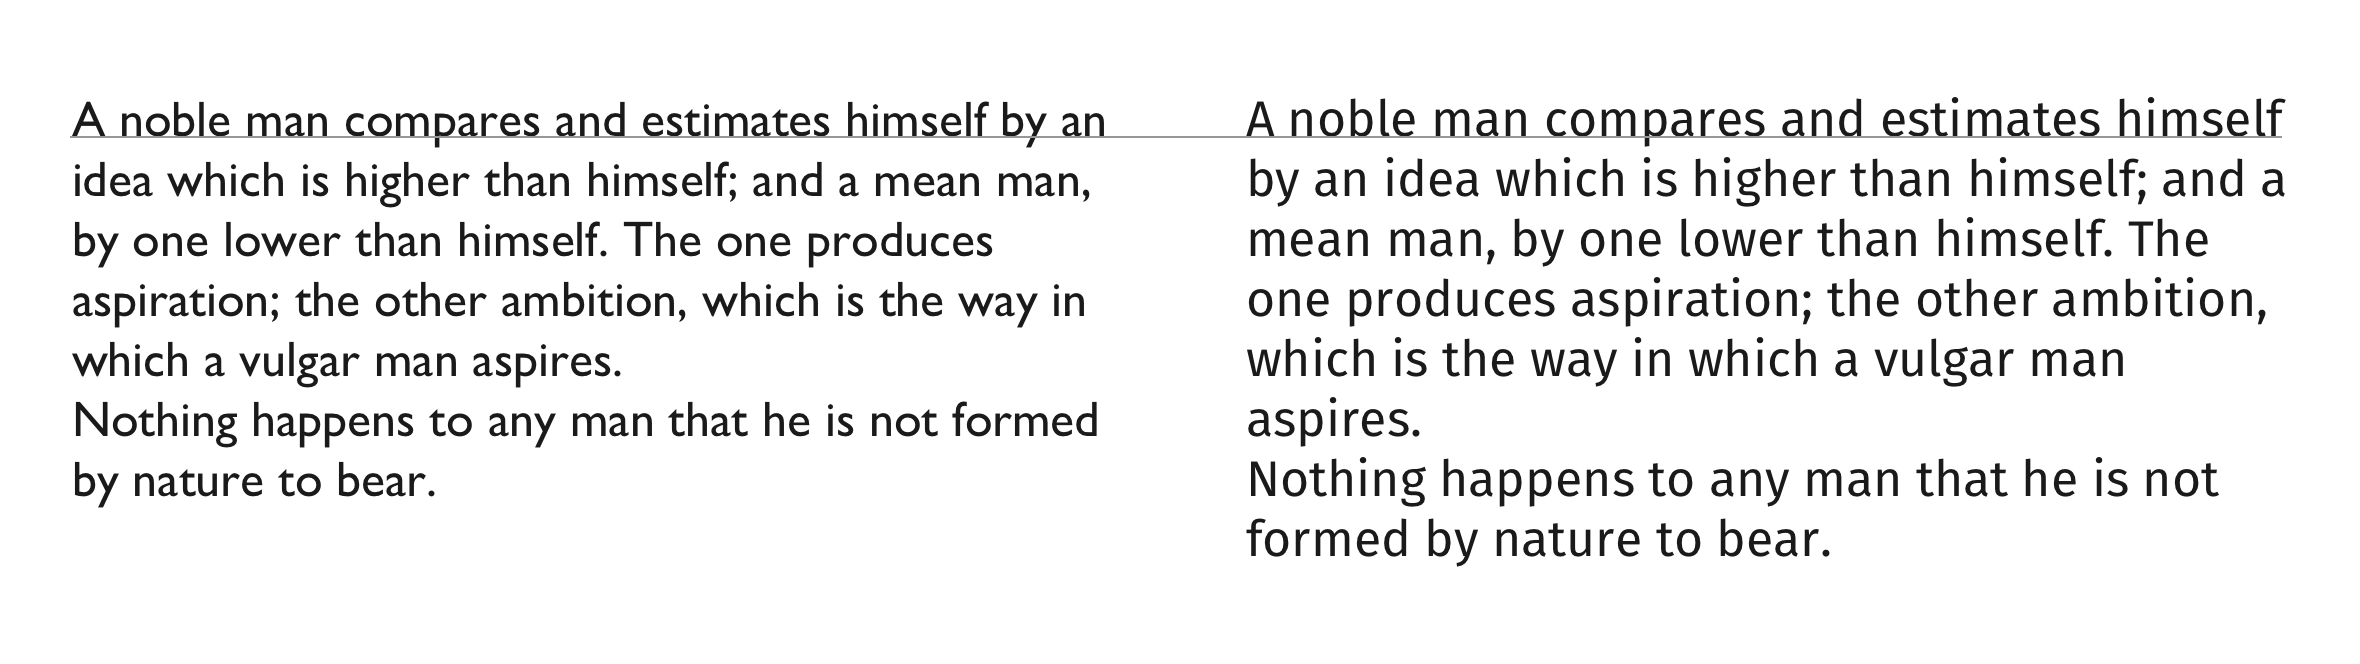 A noble man compares and estimates himself by an
idea which is higher than himself; and a mean man,
by one lower than himself. The one produces
aspiration; the other ambition, which is the way in
which a vulgar man aspires.
Nothing happens to any man that he is not formed
by nature to bear.
A noble man compares and estimates himself
by an idea which is higher than himself; and a
mean man, by one lower than himself. The
one produces aspiration; the other ambition,
which is the way in which a vulgar man
aspires.
Nothing happens to any man that he is not
formed by nature to bear.